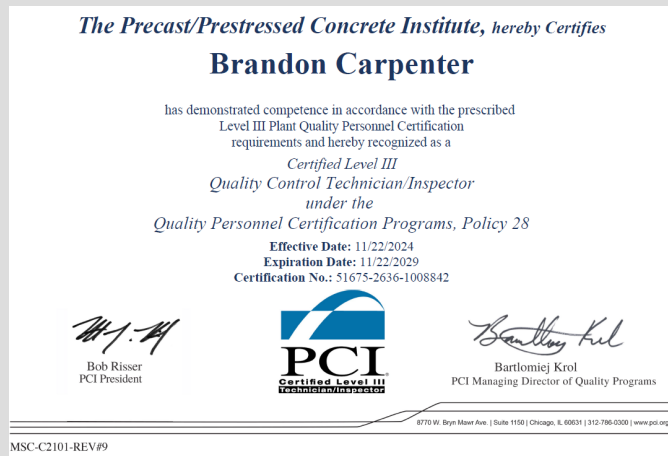 The Precast/Prestressed Concrete Institute, hereby Certifies
Brandon Carpenter
has demonstrated competence in accordance with the prescribed
Level III Plant Quality Personnel Certification
requirements and hereby recognized as a
Certified Level III
Quality Control Technician/Inspector
under the
Quality Personnel Certification Programs, Policy 28
Effective Date: 11/22/2024
Expiration Date: 11/22/2029
Certification No.: 51675-2636-1008842
Bob Risser
PCI President
PCI
Certified Level III
Technician/Inspector
Bartlomiej Krol
PCI Managing Director of Quality Programs
8770 W. Bryn Mawr Ave. | Suite 1150 | Chicago, IL 60631 | 312-786-0300 | www.pci.org
MSC-C2101-REV#9